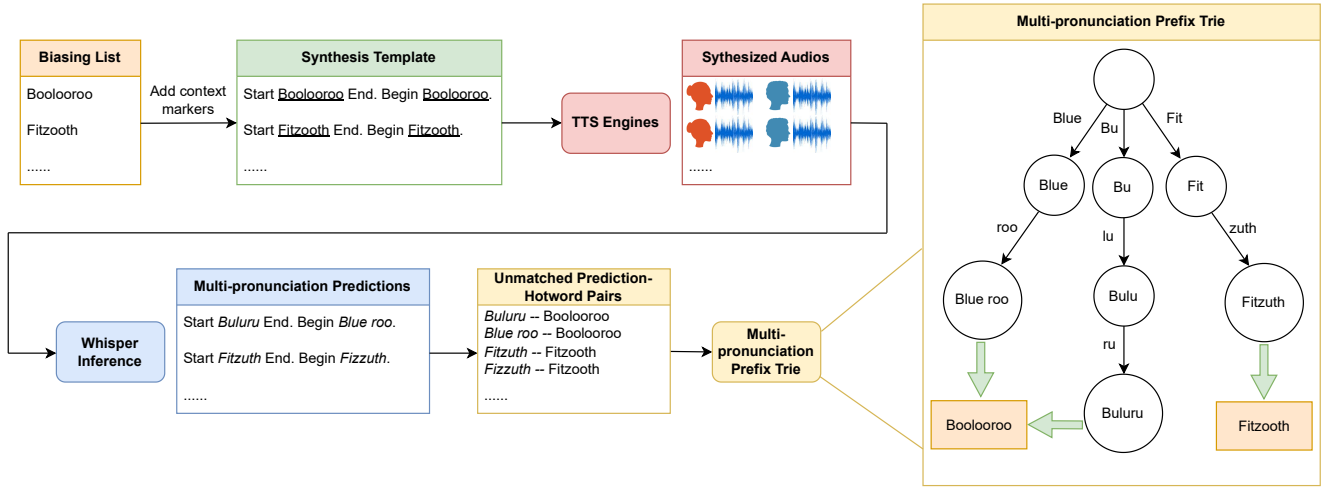 Biasing List
Boolooroo
Fitzooth
......
Add context
markers
Synthesis Template
Start Boolooroo End. Begin Boolooroo.
Start Fitzooth End. Begin Fitzooth.
......
TTS Engines
Sythesized Audios
......
Whisper
Inference
Multi-pronunciation Predictions
Start Buluru End. Begin Blue roo.
Start Fitzuth End. Begin Fizzuth.
......
Unmatched Prediction-
Hotword Pairs
Buluru -- Boolooroo
Blue roo -- Boolooroo
Fitzuth -- Fitzooth
Fizzuth -- Fitzooth
......
Multi-
pronunciation
Prefix Trie
Multi-pronunciation Prefix Trie
Blue
Bu
Fit
Blue
Bu
Fit
roo
lu
zuth
Blue roo
Bulu
Fitzuth
ru
Boolooroo
Buluru
Fitzooth